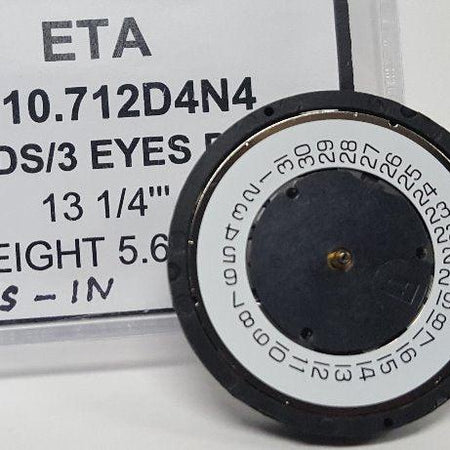 ETA
10.712D4N4
DS/3 EYES
13 1/4'''
EIGHT 5.6
S - IN
1 2 3 4 5 6 7 8 9 10 11 12 13 14 15 16 17 18 19 20 21 22 23 24 25 26 27 28 29 30 31